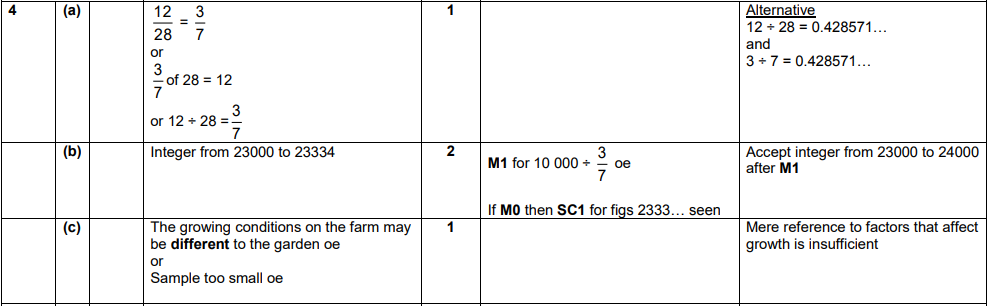 4 (a) 12/28 = 3/7 1 Alternative
12 ÷ 28 = 0.428571…
or and
3/7 of 28 = 12 3 ÷ 7 = 0.428571…
or 12 ÷ 28 = 3/7
(b) Integer from 23000 to 23334 2 M1 for 10 000 ÷ 3/7 oe Accept integer from 23000 to 24000
after M1
If M0 then SC1 for figs 2333… seen
(c) The growing conditions on the farm may 1 Mere reference to factors that affect
be different to the garden oe growth is insufficient
or
Sample too small oe